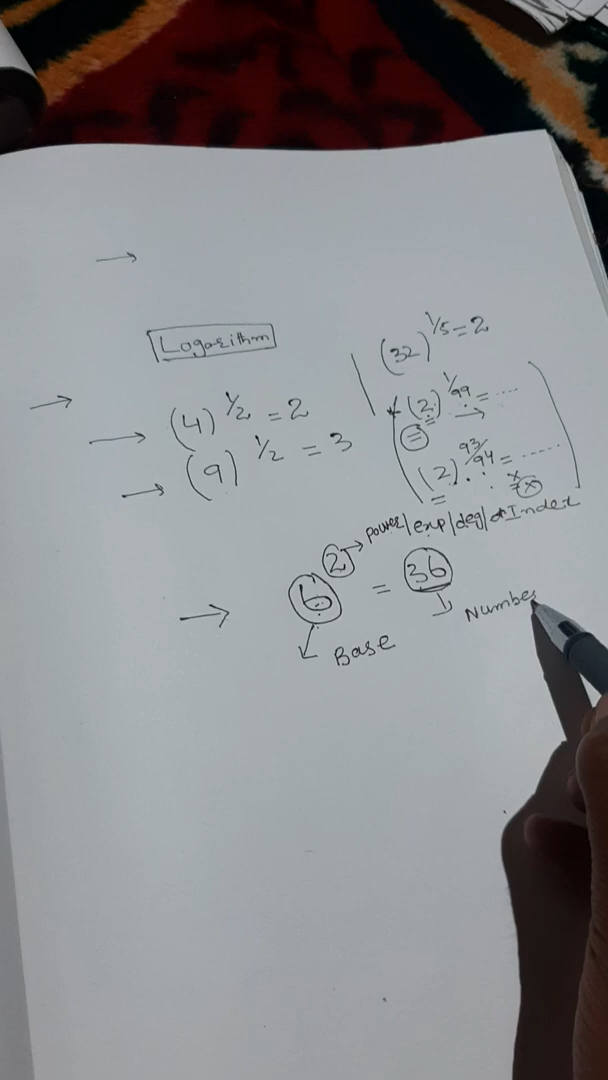 Logarithm
(4)^1/2 = 2
(9)^1/2 = 3
(32)^1/5 = 2
(2)^1/99 = ....
(2)^93/94 = ......
6^2 = 36
power/exp/deg/or Index
Base
Number